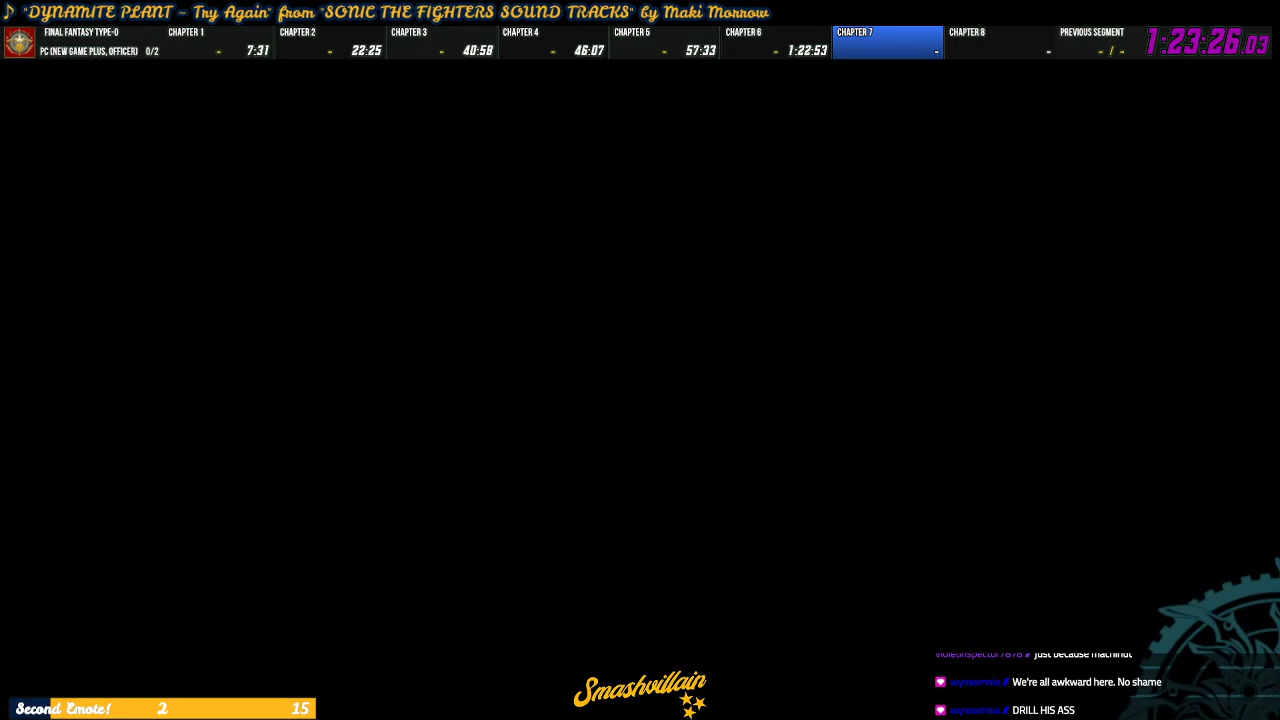 ♪ "DYNAMITE PLANT ~ Try Again" from "SONIC THE FIGHTERS SOUND TRACKS" by Maki Morrow
FINAL FANTASY TYPE-0 CHAPTER 1 CHAPTER 2 CHAPTER 3 CHAPTER 4 CHAPTER 5 CHAPTER 6 CHAPTER 7 CHAPTER 8 PREVIOUS SEGMENT 1:23:26.03
PC (NEW GAME PLUS, OFFICER) 0/2 - 7:31 - 22:25 - 40:58 - 46:07 - 57:33 - 1:22:53 - - - / -
violetinspector7878 // just because machinut
wynsomnia // We're all awkward here. No shame
Smashvillain
Second Emote! 2 15
wynsomnia // DRILL HIS ASS